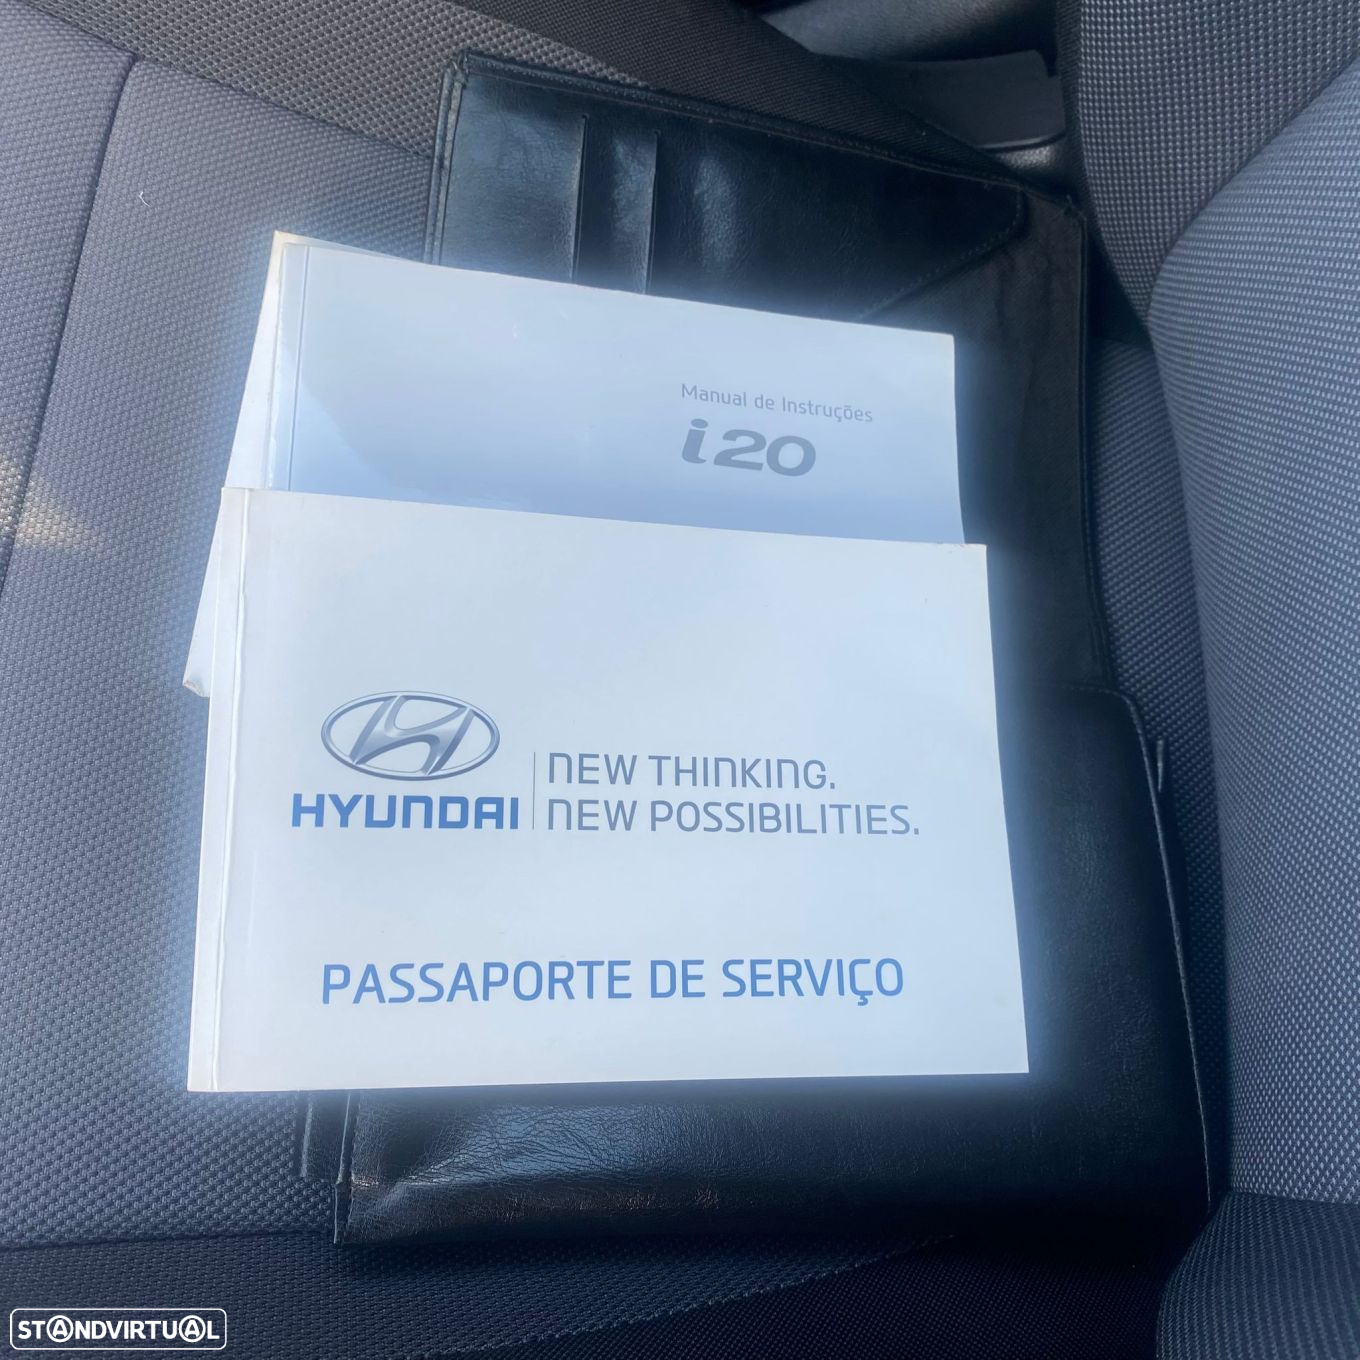 Manual de Instruções
i20
HYUNDAI
NEW THINKING.
NEW POSSIBILITIES.
PASSAPORTE DE SERVIÇO
STANDVIRTUAL